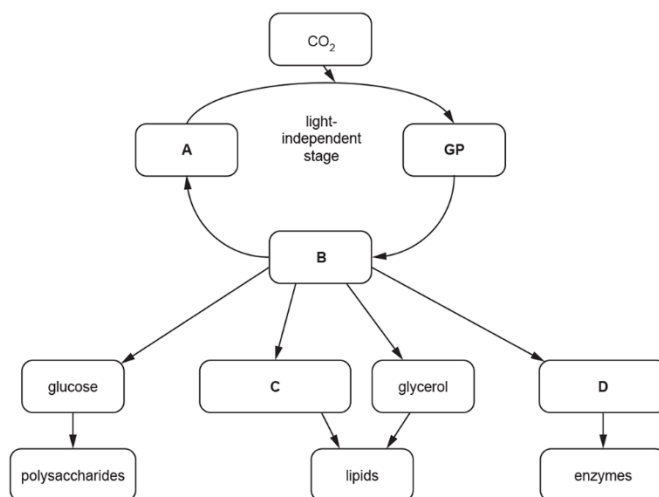 CO₂
light-
independent
stage
A
GP
B
glucose
C
glycerol
D
polysaccharides
lipids
enzymes